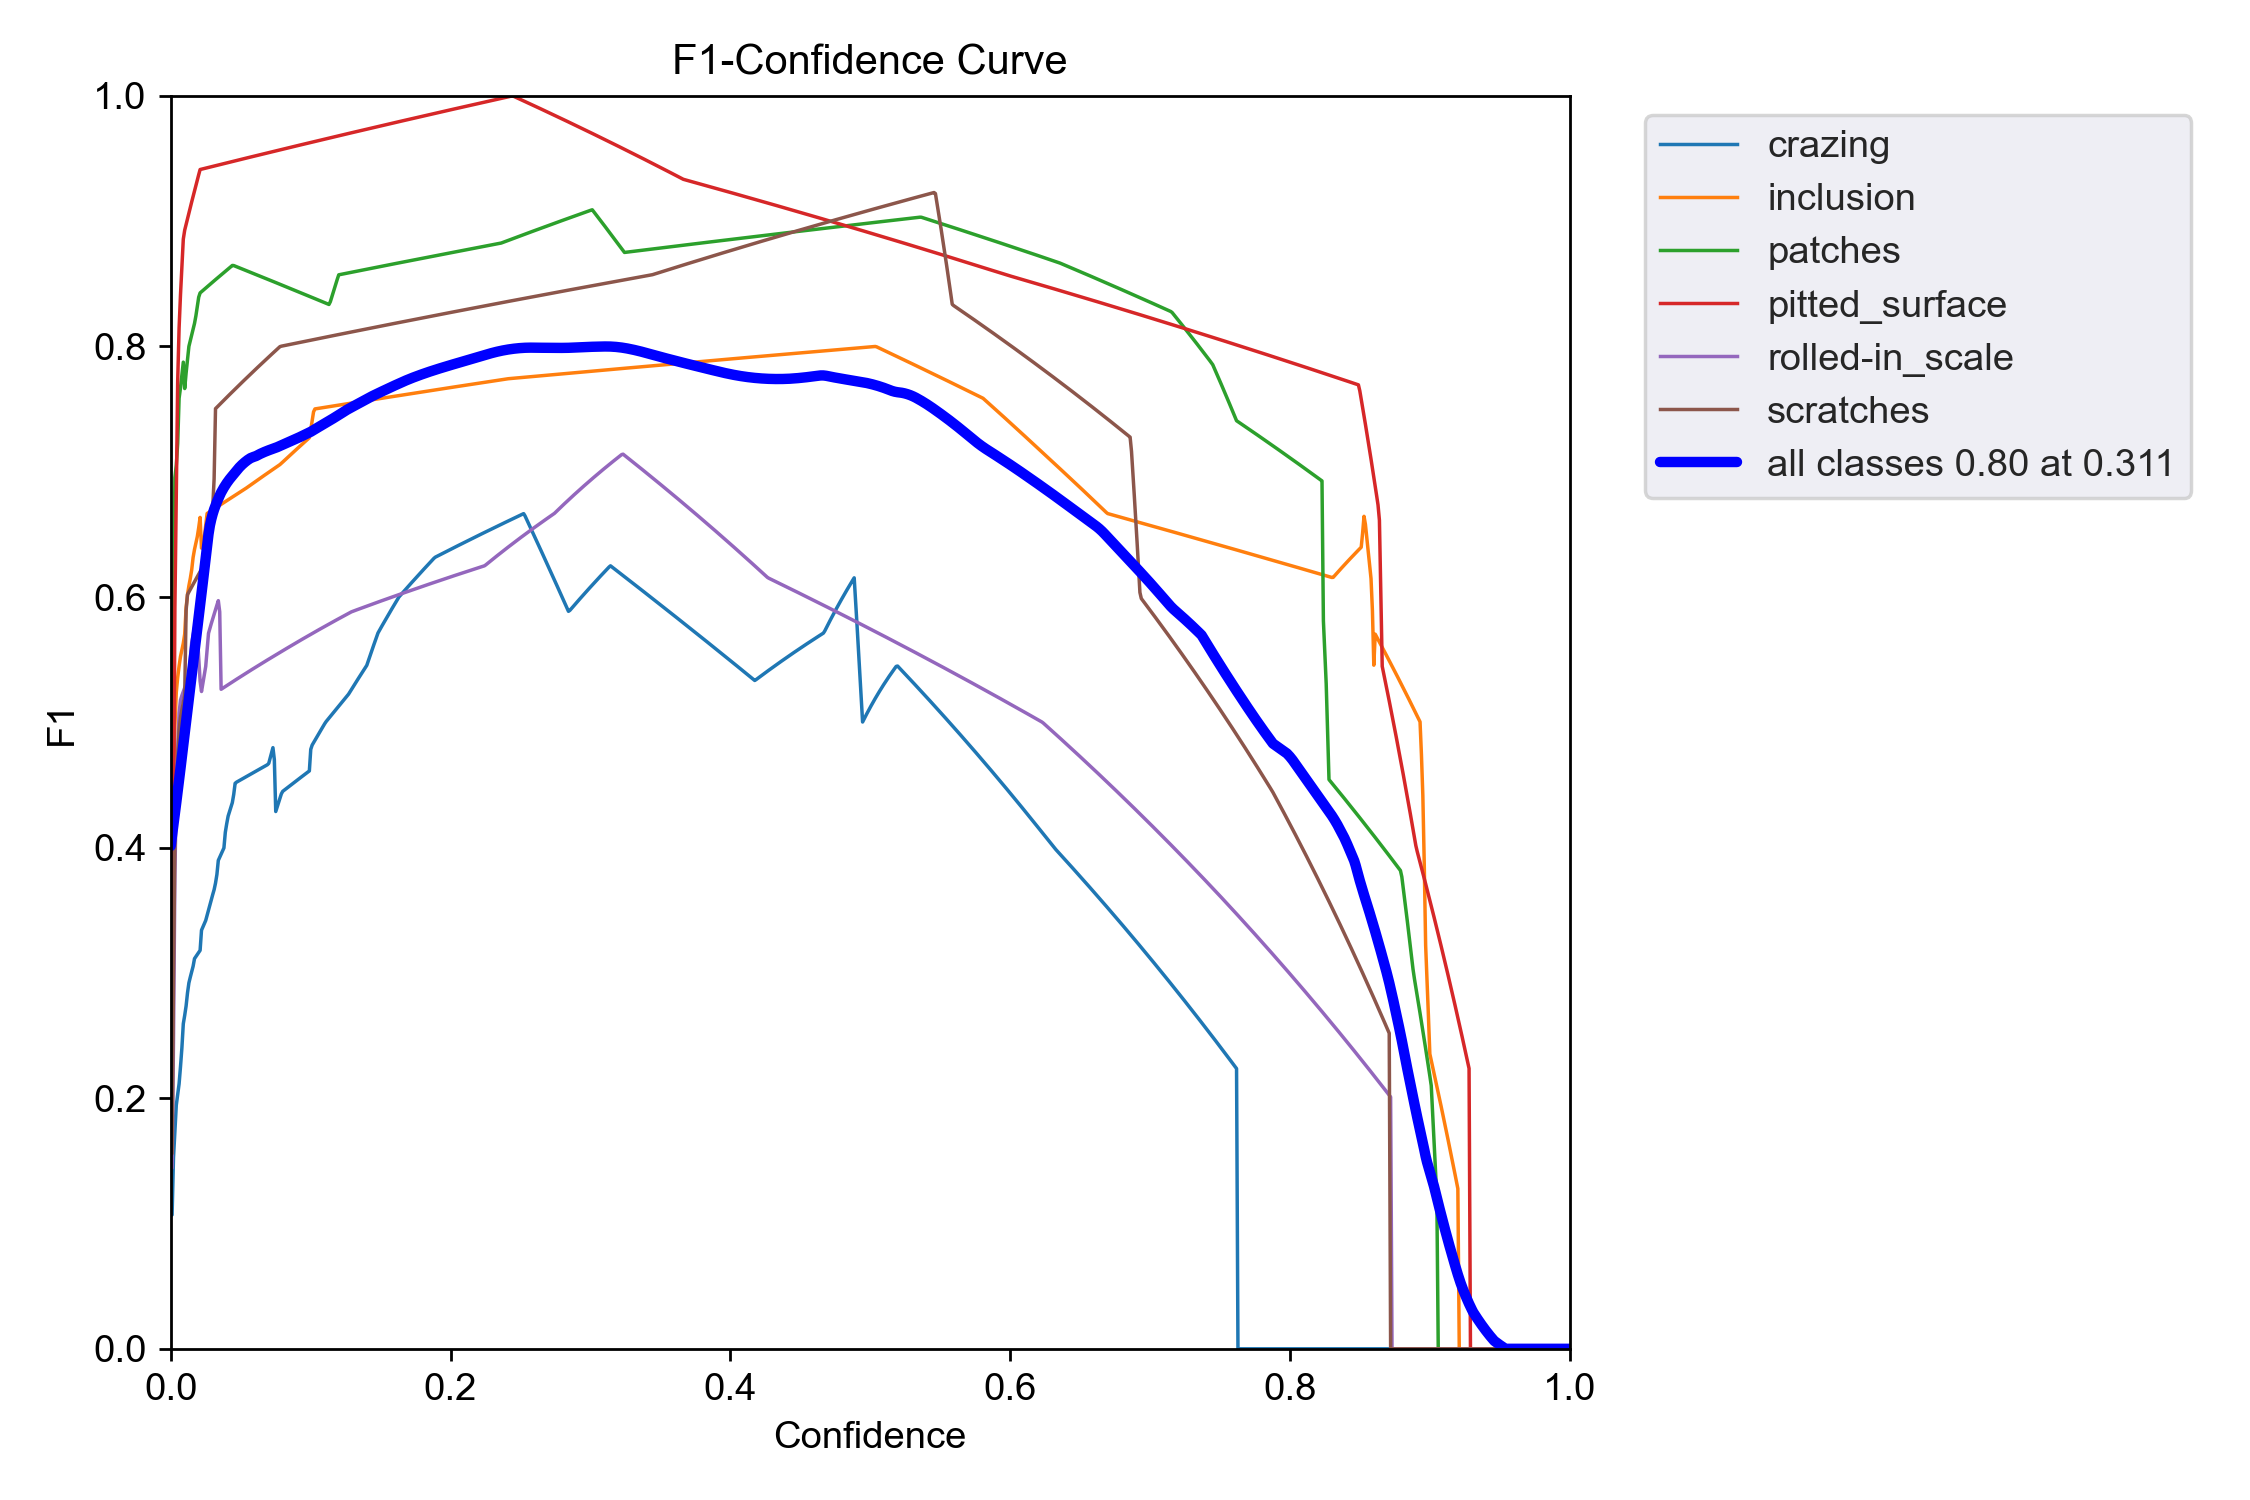 F1-Confidence Curve
1.0
0.8
0.6
0.4
0.2
0.0
F1
0.0 0.2 0.4 0.6 0.8 1.0
Confidence
crazing
inclusion
patches
pitted_surface
rolled-in_scale
scratches
all classes 0.80 at 0.311